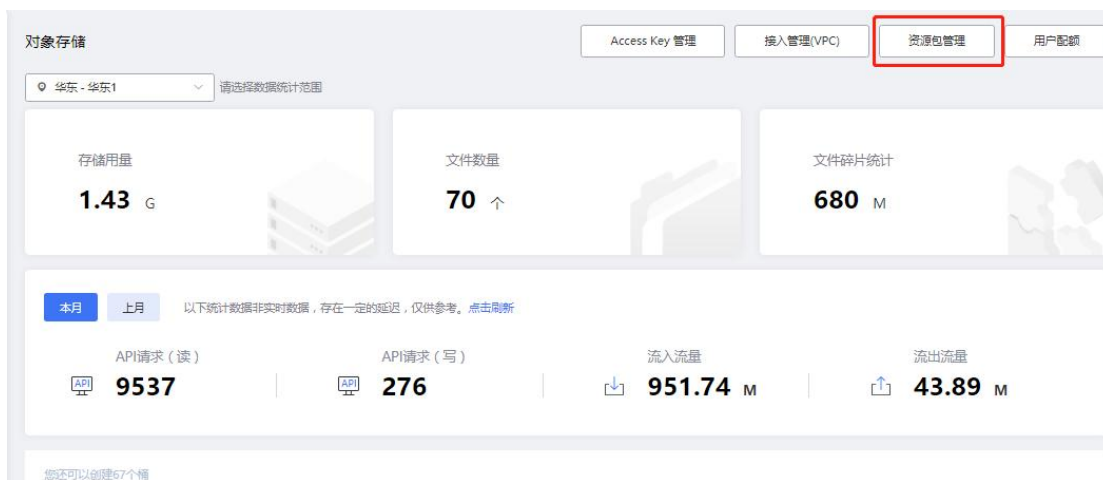 对象存储
Access Key 管理
接入管理(VPC)
资源包管理
用户配额
华东 - 华东1
请选择数据统计范围
存储用量
文件数量
文件碎片统计
1.43 G
70 个
680 M
本月
上月
以下统计数据非实时数据，存在一定的延迟，仅供参考。点击刷新
API请求（读）
API请求（写）
流入流量
流出流量
API
9537
API
276
951.74 M
43.89 M
您还可以创建67个桶